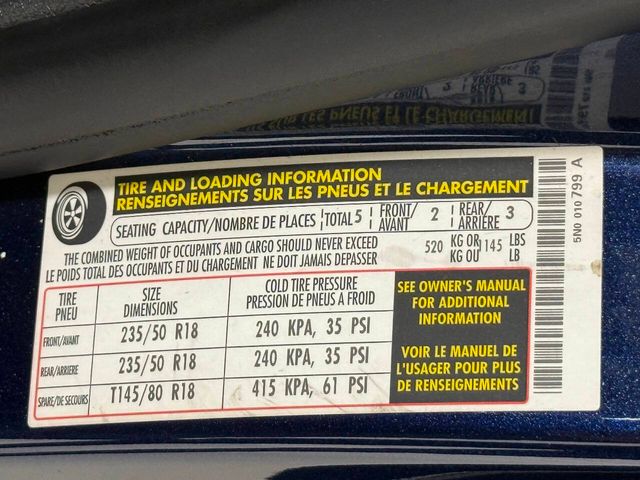 TIRE AND LOADING INFORMATION
RENSEIGNEMENTS SUR LES PNEUS ET LE CHARGEMENT
SEATING CAPACITY/NOMBRE DE PLACES TOTAL 5 FRONT/AVANT 2 REAR/ARRIÈRE 3
THE COMBINED WEIGHT OF OCCUPANTS AND CARGO SHOULD NEVER EXCEED 520 KG OR 1145 LBS
LE POIDS TOTAL DES OCCUPANTS ET DU CHARGEMENT NE DOIT JAMAIS DEPASSER KG OU LB
TIRE PNEU SIZE DIMENSIONS COLD TIRE PRESSURE PRESSION DE PNEUS A FROID
FRONT/AVANT 235/50 R18 240 KPA, 35 PSI
REAR/ARRIERE 235/50 R18 240 KPA, 35 PSI
SPARE/DE SECOURS T145/80 R18 415 KPA, 61 PSI
SEE OWNER'S MANUAL
FOR ADDITIONAL
INFORMATION
VOIR LE MANUEL DE
L'USAGER POUR PLUS
DE RENSEIGNEMENTS
5N0 010 799 A